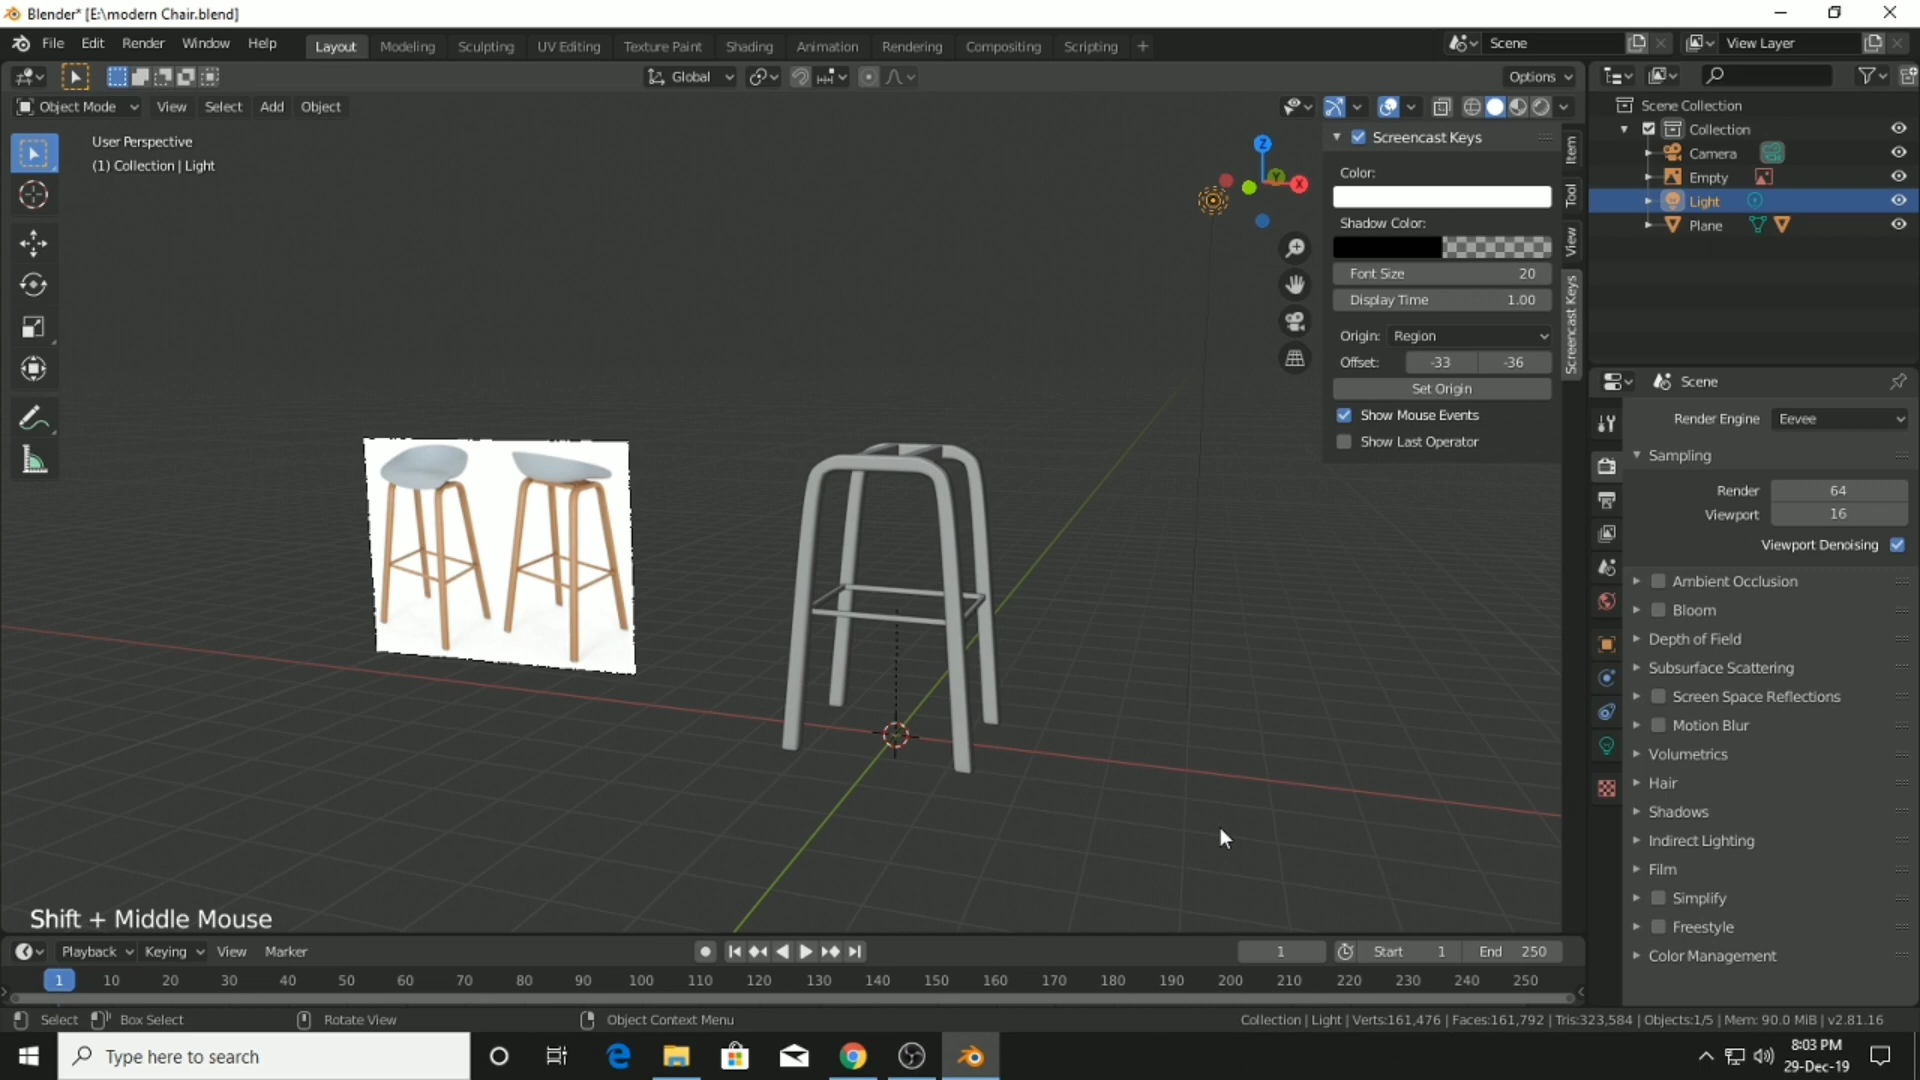 Blender* [E:\modern Chair.blend]
File Edit Render Window Help Layout Modeling Sculpting UV Editing Texture Paint Shading Animation Rendering Compositing Scripting + Scene View Layer
Global Options
Object Mode View Select Add Object
User Perspective
(1) Collection | Light
Z
Y
X
Screencast Keys
Color:
Shadow Color:
Font Size 20
Display Time 1.00
Origin: Region
Offset: -33 -36
Set Origin
Show Mouse Events
Show Last Operator
Item
Tool
View
Screencast Keys
Scene Collection
Collection
Camera
Empty
Light
Plane
Scene
Render Engine Eevee
Sampling
Render 64
Viewport 16
Viewport Denoising
Ambient Occlusion
Bloom
Depth of Field
Subsurface Scattering
Screen Space Reflections
Motion Blur
Volumetrics
Hair
Shadows
Indirect Lighting
Film
Simplify
Freestyle
Color Management
Shift + Middle Mouse
Playback Keying View Marker 1 Start 1 End 250
1 10 20 30 40 50 60 70 80 90 100 110 120 130 140 150 160 170 180 190 200 210 220 230 240 250
Select Box Select Rotate View Object Context Menu Collection | Light | Verts:161,476 | Faces:161,792 | Tris:323,584 | Objects:1/5 | Mem: 90.0 MiB | v2.81.16
Type here to search
8:03 PM
29-Dec-19